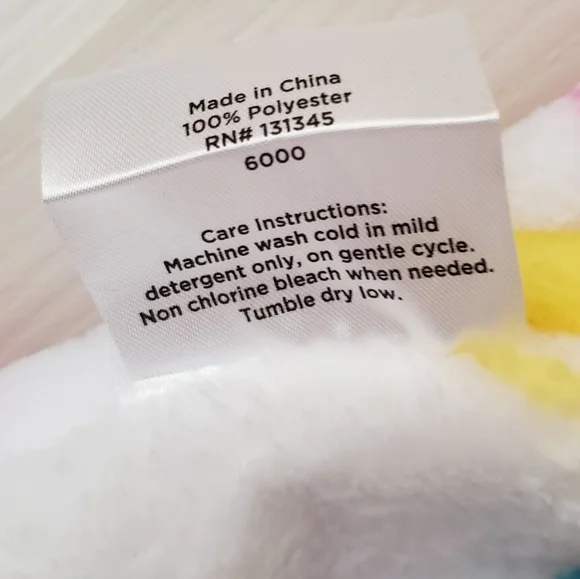 Made in China
100% Polyester
RN# 131345
6000
Care Instructions:
Machine wash cold in mild
detergent only, on gentle cycle.
Non chlorine bleach when needed.
Tumble dry low.